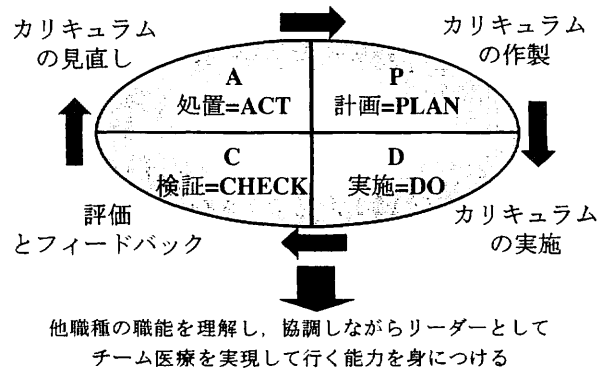 カリキュラム
の見直し
カリキュラム
の作製
A
処置=ACT
P
計画=PLAN
C
検証=CHECK
D
実施=DO
評価
とフィードバック
カリキュラム
の実施
他職種の職能を理解し，協調しながらリーダーとして
チーム医療を実現して行く能力を身につける